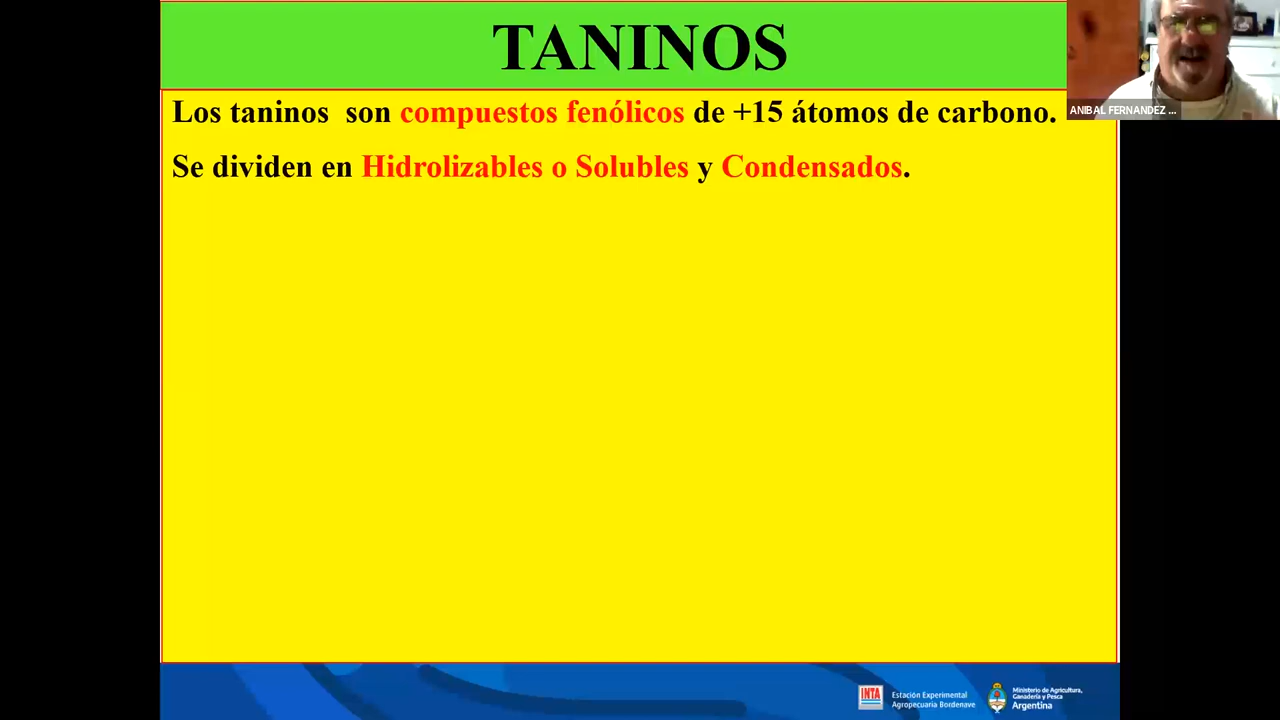 TANINOS
ANIBAL FERNANDEZ ...
Los taninos son compuestos fenólicos de +15 átomos de carbono.
Se dividen en Hidrolizables o Solubles y Condensados.
INTA
Estación Experimental
Agropecuaria Bordenave
Ministerio de Agricultura,
Ganadería y Pesca
Argentina